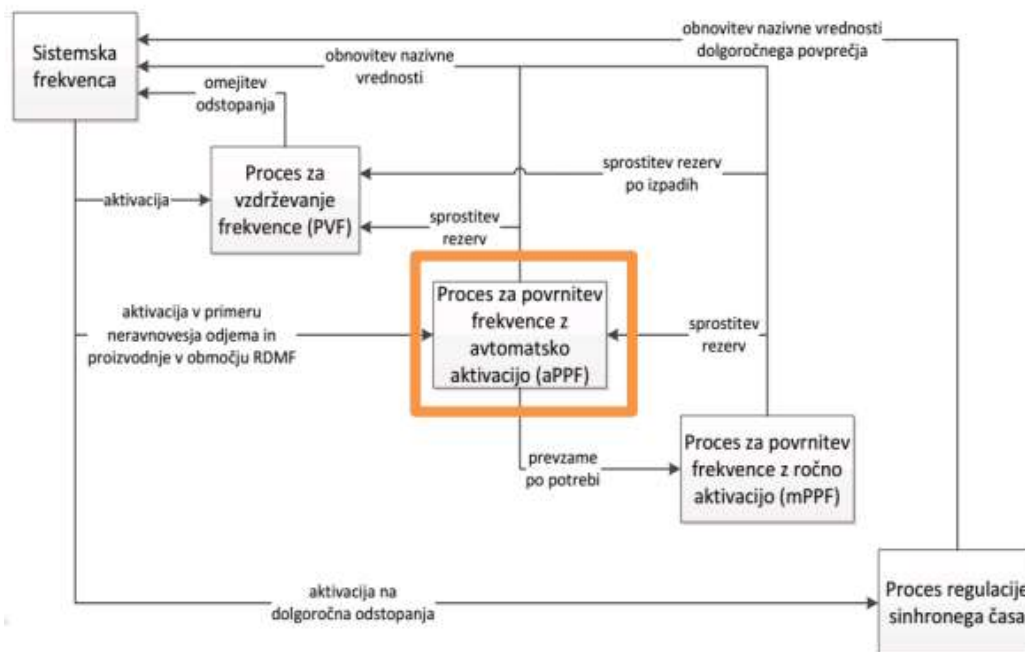 Sistemska
frekvenca
obnovitev nazivne vrednosti
dolgoročnega povprečja
obnovitev nazivne
vrednosti
omejitev
odstopanja
Proces za
vzdrževanje
frekvence (PVF)
aktivacija
sprostitev rezerv
po izpadih
sprostitev
rezerv
Proces za povrnitev
frekvence z
avtomatsko
aktivacijo (aPPF)
aktivacija v primeru
neravnovesja odjema in
proizvodnje v območju RDMF
sprostitev
rezerv
prevzame
po potrebi
Proces za povrnitev
frekvence z ročno
aktivacijo (mPPF)
aktivacija na
dolgoročna odstopanja
Proces regulacije
sinhronega časa